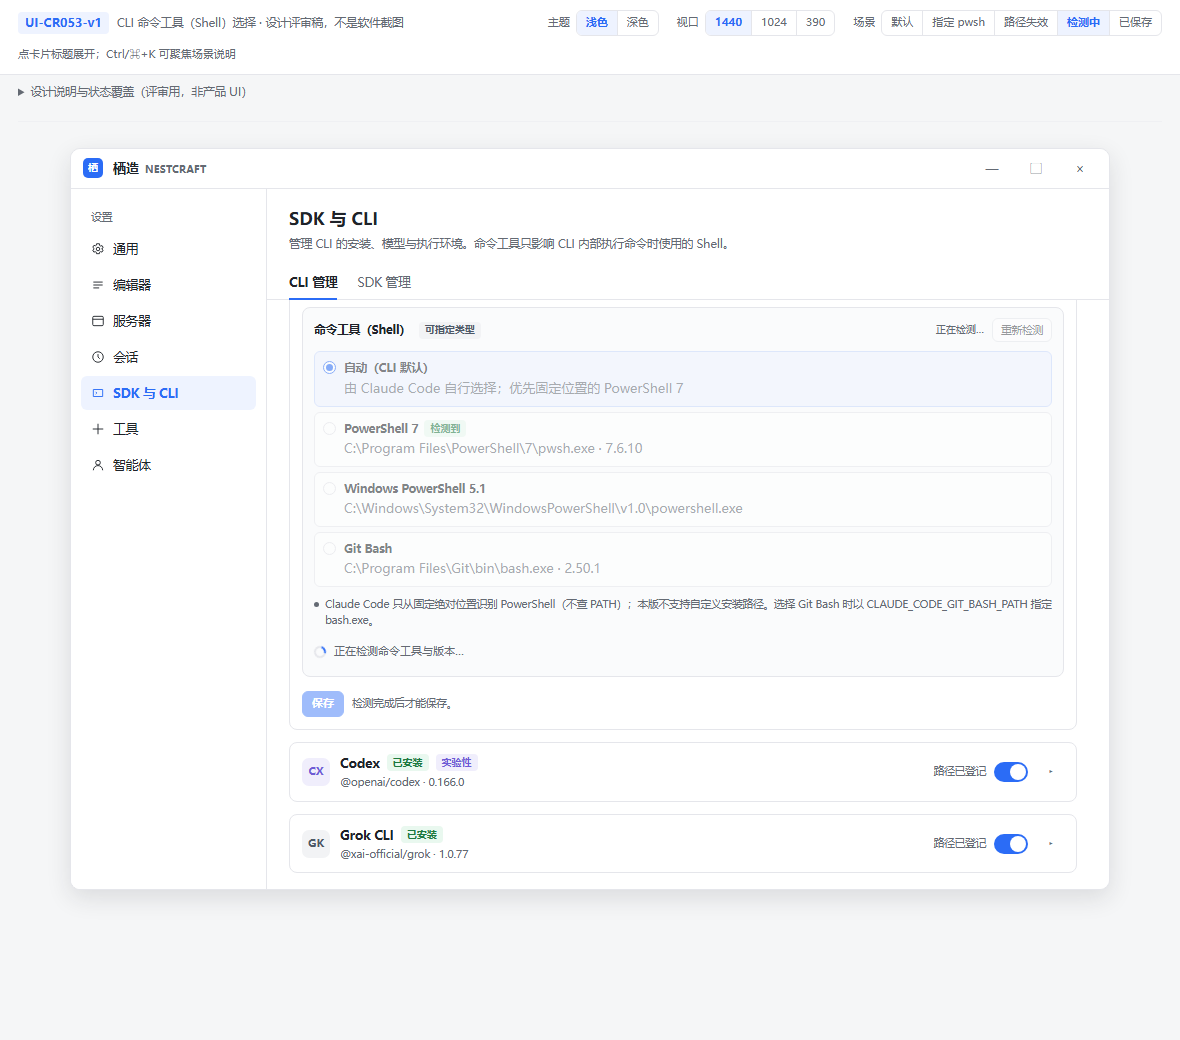 UI-CR053-v1 CLI 命令工具（Shell）选择 · 设计评审稿，不是软件截图 主题 浅色 深色 视口 1440 1024 390 场景 默认 指定 pwsh 路径失效 检测中 已保存
点卡片标题展开；Ctrl/⌘+K 可聚焦场景说明
设计说明与状态覆盖（评审用，非产品 UI）
栖 栖造 NESTCRAFT
设置
通用
编辑器
服务器
会话
SDK 与 CLI
工具
智能体
SDK 与 CLI
管理 CLI 的安装、模型与执行环境。命令工具只影响 CLI 内部执行命令时使用的 Shell。
CLI 管理 SDK 管理
命令工具（Shell） 可指定类型 正在检测... 重新检测
自动（CLI 默认）
由 Claude Code 自行选择；优先固定位置的 PowerShell 7
PowerShell 7 检测到
C:\Program Files\PowerShell\7\pwsh.exe · 7.6.10
Windows PowerShell 5.1
C:\Windows\System32\WindowsPowerShell\v1.0\powershell.exe
Git Bash
C:\Program Files\Git\bin\bash.exe · 2.50.1
Claude Code 只从固定绝对位置识别 PowerShell（不查 PATH）；本版不支持自定义安装路径。选择 Git Bash 时以 CLAUDE_CODE_GIT_BASH_PATH 指定
bash.exe。
正在检测命令工具与版本...
保存 检测完成后才能保存。
CX Codex 已安装 实验性
@openai/codex · 0.166.0
路径已登记
GK Grok CLI 已安装
@xai-official/grok · 1.0.77
路径已登记